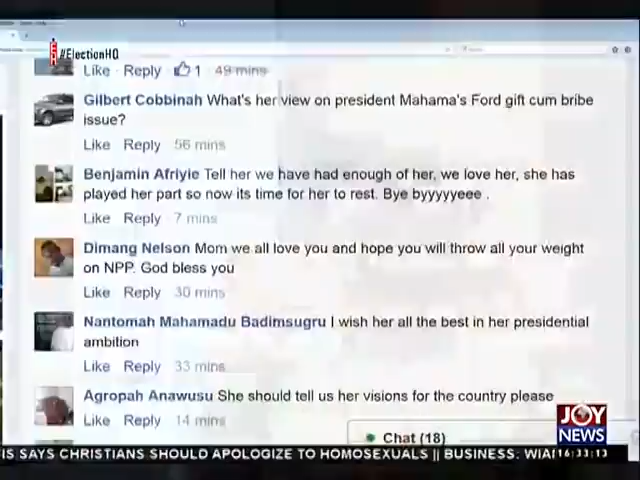 #ElectionHQ
Like Reply 1 49 mins
Gilbert Cobbinah What's her view on president Mahama's Ford gift cum bribe
issue?
Like Reply 56 mins
Benjamin Afriyie Tell her we have had enough of her, we love her, she has
played her part so now its time for her to rest. Bye byyyyyeee .
Like Reply 7 mins
Dimang Nelson Mom we all love you and hope you will throw all your weight
on NPP. God bless you
Like Reply 30 mins
Nantomah Mahamadu Badimsugru I wish her all the best in her presidential
ambition
Like Reply 33 mins
Agropah Anawusu She should tell us her visions for the country please
Like Reply 14 mins
Chat (18)
JOY
NEWS
IS SAYS CHRISTIANS SHOULD APOLOGIZE TO HOMOSEXUALS || BUSINESS: WIA 16:33:13